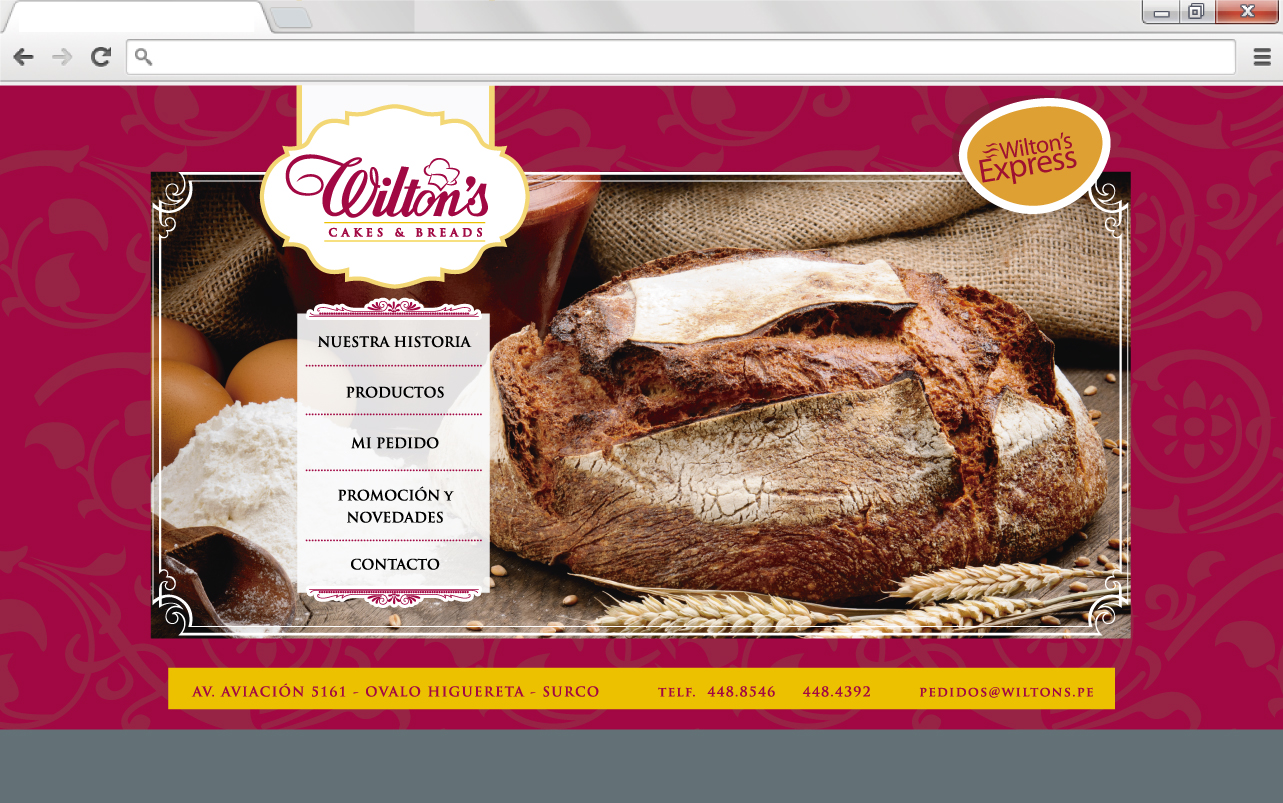 Wilton's
CAKES & BREADS
Wilton's
Express
NUESTRA HISTORIA
PRODUCTOS
MI PEDIDO
PROMOCIÓN Y
NOVEDADES
CONTACTO
AV. AVIACIÓN 5161 - OVALO HIGUERETA - SURCO TELF. 448.8546 448.4392 PEDIDOS@WILTONS.PE